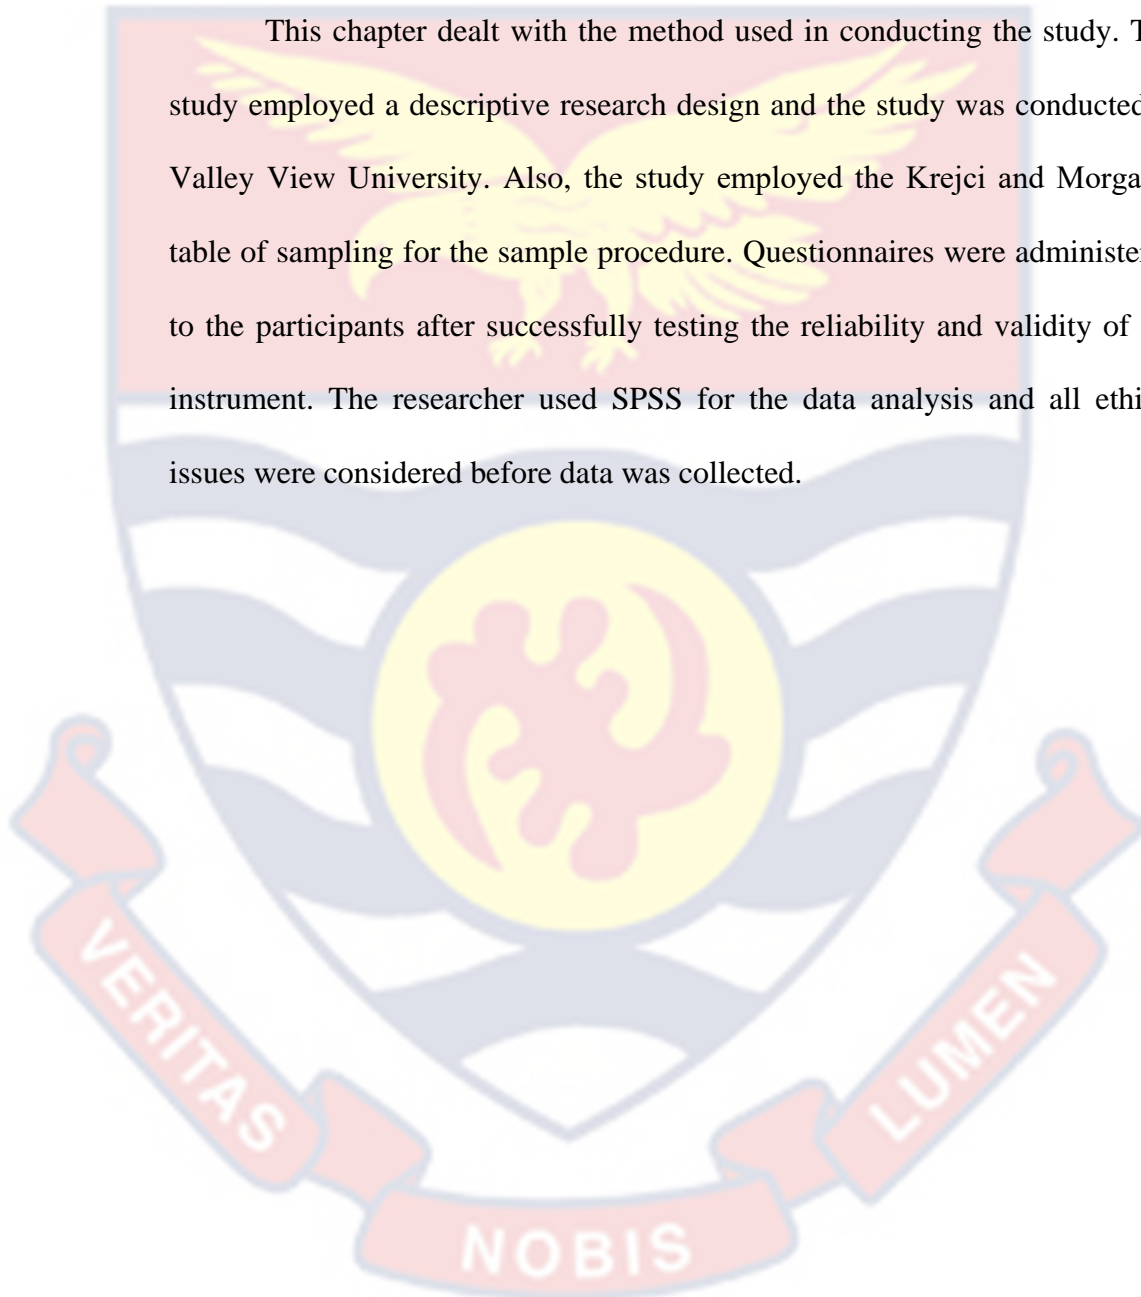 This chapter dealt with the method used in conducting the study. T
study employed a descriptive research design and the study was conducted
Valley View University. Also, the study employed the Krejci and Morga
table of sampling for the sample procedure. Questionnaires were administe
to the participants after successfully testing the reliability and validity of
instrument. The researcher used SPSS for the data analysis and all ethi
issues were considered before data was collected.
VERITAS
NOBIS
LUMEN